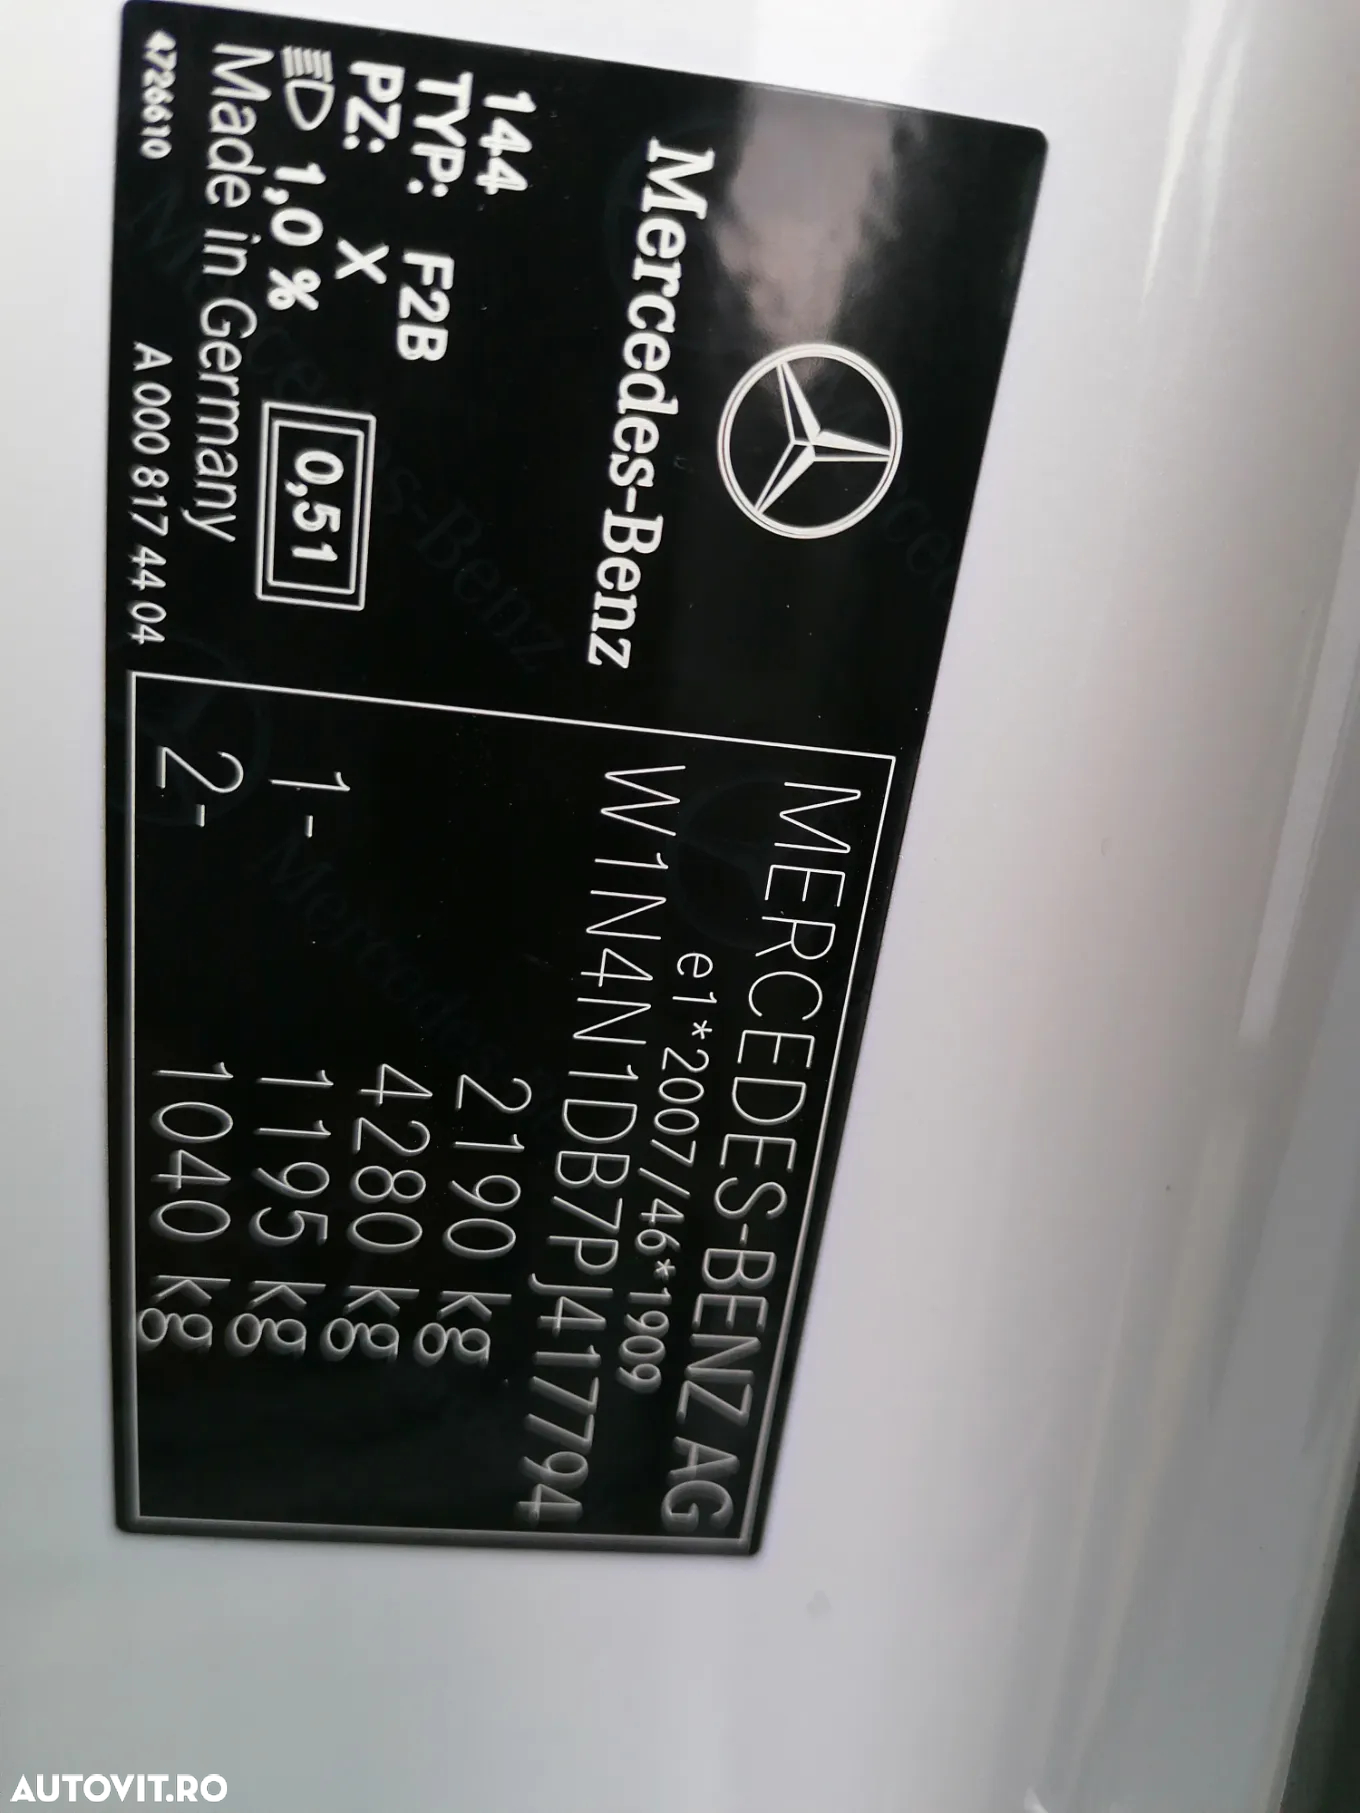 Mercedes-Benz
144
TYP: F2B
PZ: X
1,0 %
0,51
Made in Germany
4726610
A 000 817 44 04
MERCEDES-BENZ AG
e1*2007/46*1909
W1N4N1DB7PJ417794
2190 kg
4280 kg
1- 1195 kg
2- 1040 kg
AUTOVIT.RO